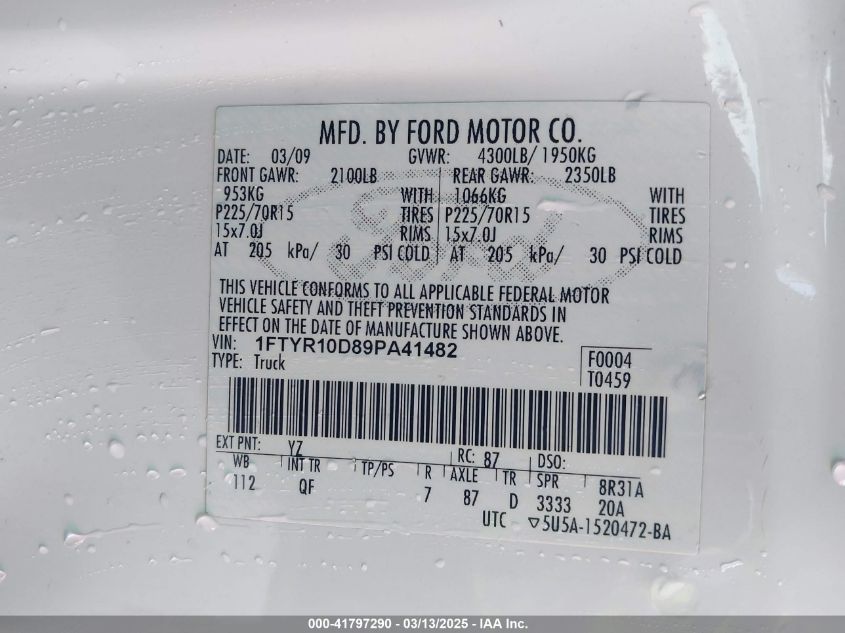 MFD. BY FORD MOTOR CO.
DATE: 03/09 GVWR: 4300LB/ 1950KG
FRONT GAWR: 2100LB REAR GAWR: 2350LB
953KG WITH 1066KG WITH
P225/70R15 TIRES P225/70R15 TIRES
15x7.0J RIMS 15x7.0J RIMS
AT 205 kPa/ 30 PSI COLD AT 205 kPa/ 30 PSI COLD
THIS VEHICLE CONFORMS TO ALL APPLICABLE FEDERAL MOTOR
VEHICLE SAFETY AND THEFT PREVENTION STANDARDS IN
EFFECT ON THE DATE OF MANUFACTURE SHOWN ABOVE.
VIN: 1FTYR10D89PA41482
TYPE: Truck
F0004
T0459
EXT PNT: YZ RC: 87 DSO:
WB INT TR TP/PS R AXLE TR SPR 8R31A
112 QF 7 87 D 3333 20A
UTC ▽5U5A-1520472-BA
000-41797290 - 03/13/2025 - IAA Inc.